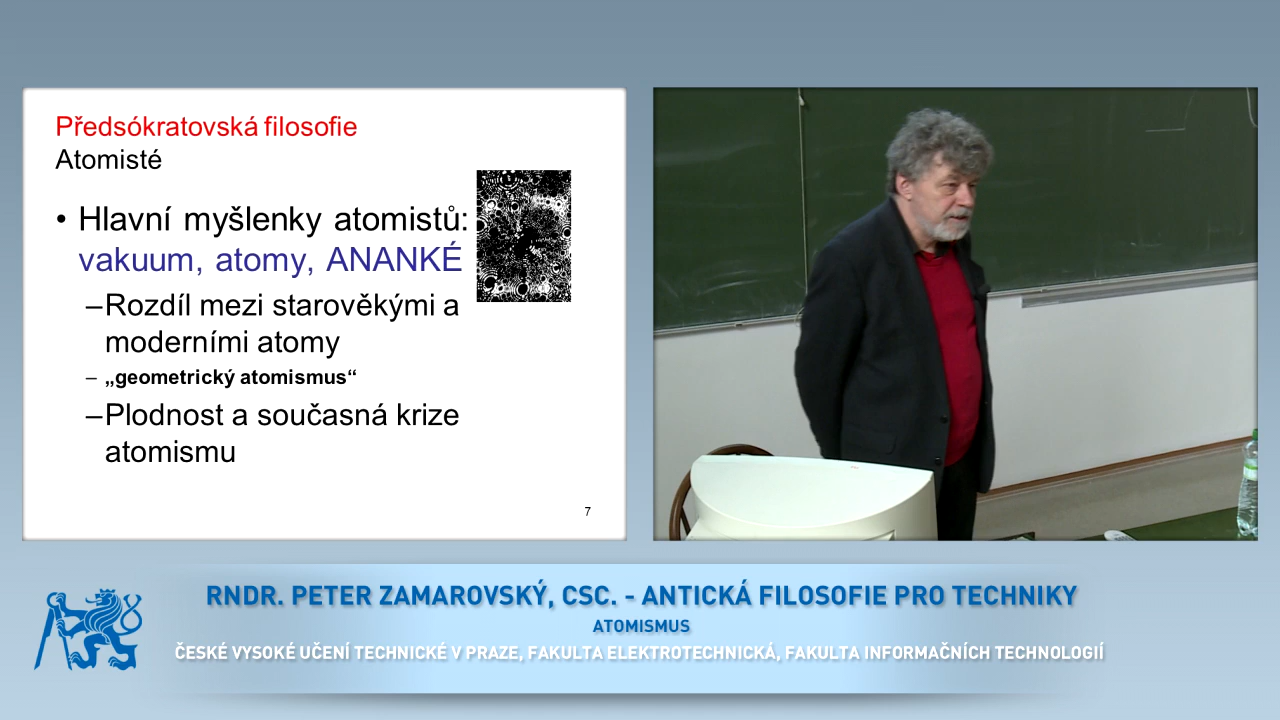 Předsókratovská filosofie
Atomisté
• Hlavní myšlenky atomistů:
vakuum, atomy, ANANKÉ
–Rozdíl mezi starověkými a
moderními atomy
– „geometrický atomismus“
–Plodnost a současná krize
atomismu
7
RNDR. PETER ZAMAROVSKÝ, CSC. - ANTICKÁ FILOSOFIE PRO TECHNIKY
ATOMISMUS
ČESKÉ VYSOKÉ UČENÍ TECHNICKÉ V PRAZE, FAKULTA ELEKTROTECHNICKÁ, FAKULTA INFORMAČNÍCH TECHNOLOGIÍ